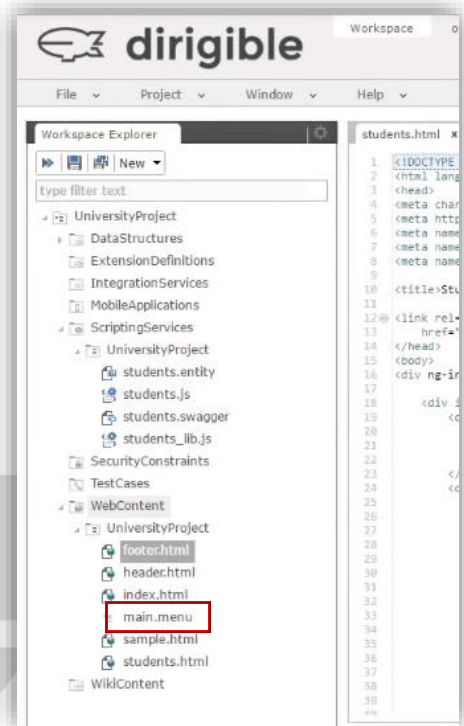 dirigible
Workspace
File Project Window Help
Workspace Explorer
New
type filter text
UniversityProject
DataStructures
ExtensionDefinitions
IntegrationServices
MobileApplications
ScriptingServices
UniversityProject
students.entity
students.js
students.swagger
students_lib.js
SecurityConstraints
TestCases
WebContent
UniversityProject
footer.html
header.html
index.html
main.menu
sample.html
students.html
WikiContent
students.html x
1 <!DOCTYPE
2 <html lang
3 <head>
4 <meta char
5 <meta http
6 <meta name
7 <meta name
8 <meta name
9
10 <title>Stu
11
12 <link rel=
13 href="
14 </head>
15 <body>
16 <div ng-in
17
18 <div i
19 <d
20
21
22
23 </
24 <d
25
26
27
28
29
30
31
32
33
34
35
36
37
38
39